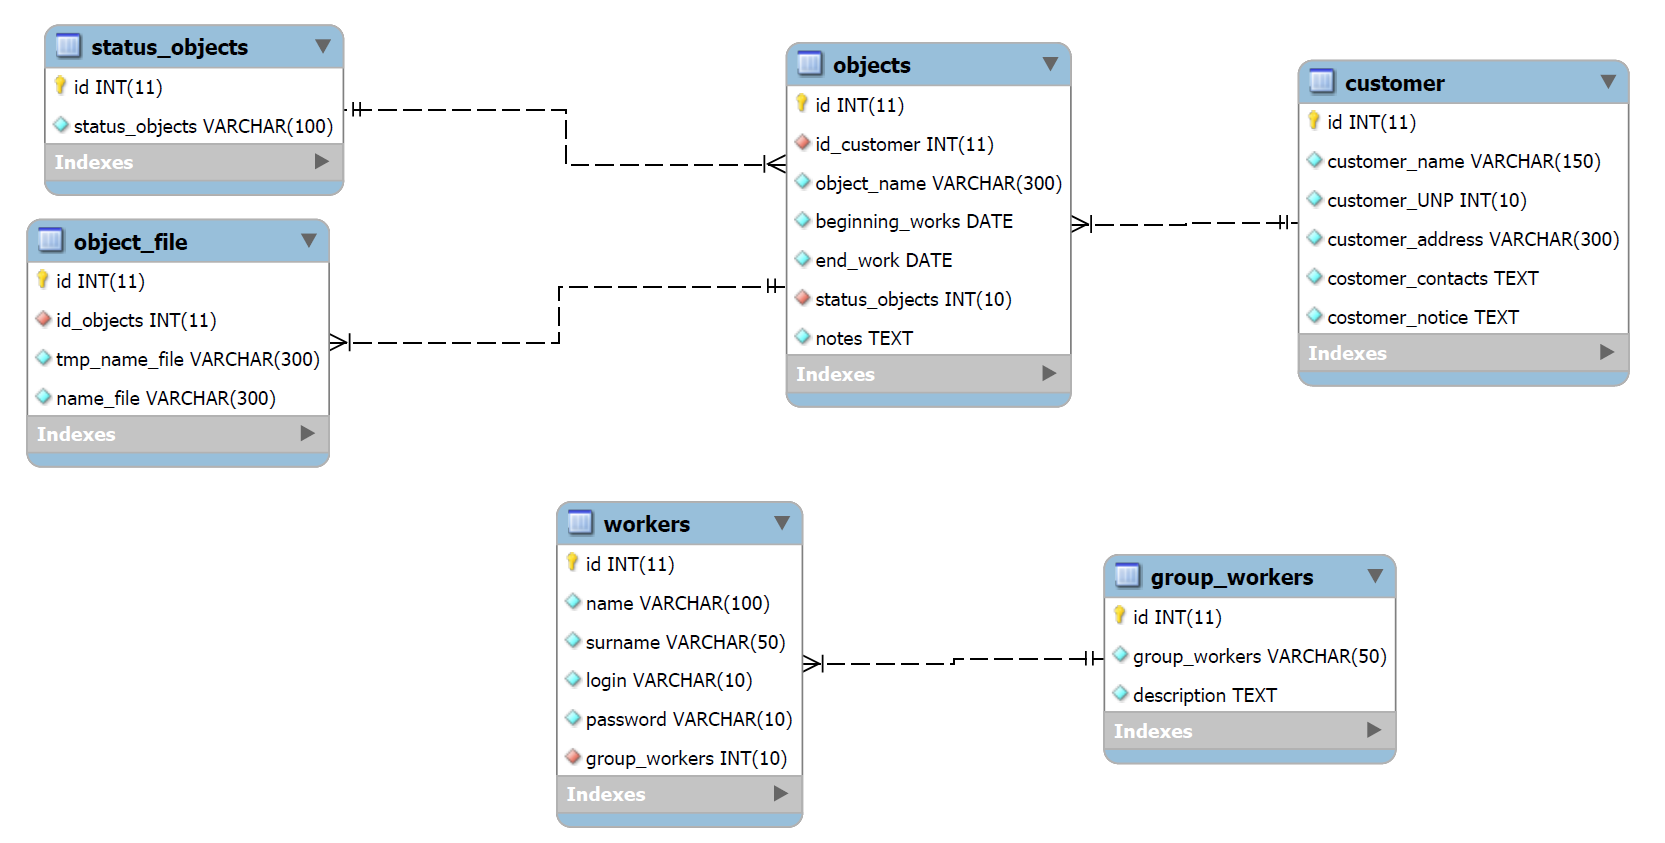 status_objects
id INT(11)
status_objects VARCHAR(100)
Indexes
object_file
id INT(11)
id_objects INT(11)
tmp_name_file VARCHAR(300)
name_file VARCHAR(300)
Indexes
objects
id INT(11)
id_customer INT(11)
object_name VARCHAR(300)
beginning_works DATE
end_work DATE
status_objects INT(10)
notes TEXT
Indexes
customer
id INT(11)
customer_name VARCHAR(150)
customer_UNP INT(10)
customer_address VARCHAR(300)
costomer_contacts TEXT
costomer_notice TEXT
Indexes
workers
id INT(11)
name VARCHAR(100)
surname VARCHAR(50)
login VARCHAR(10)
password VARCHAR(10)
group_workers INT(10)
Indexes
group_workers
id INT(11)
group_workers VARCHAR(50)
description TEXT
Indexes